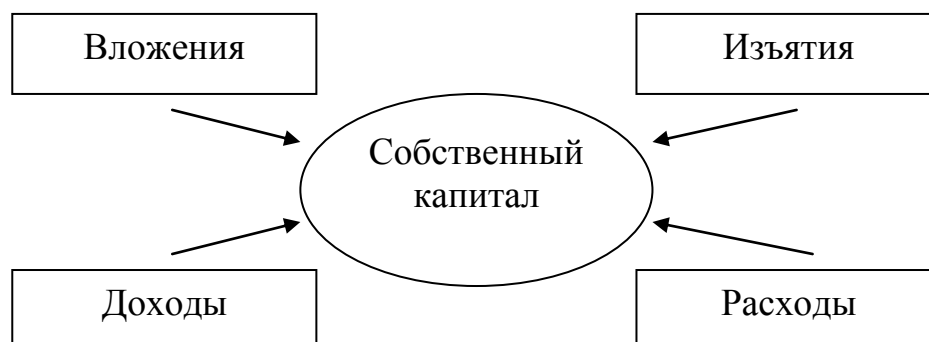 Вложения
Изъятия
Собственный
капитал
Доходы
Расходы